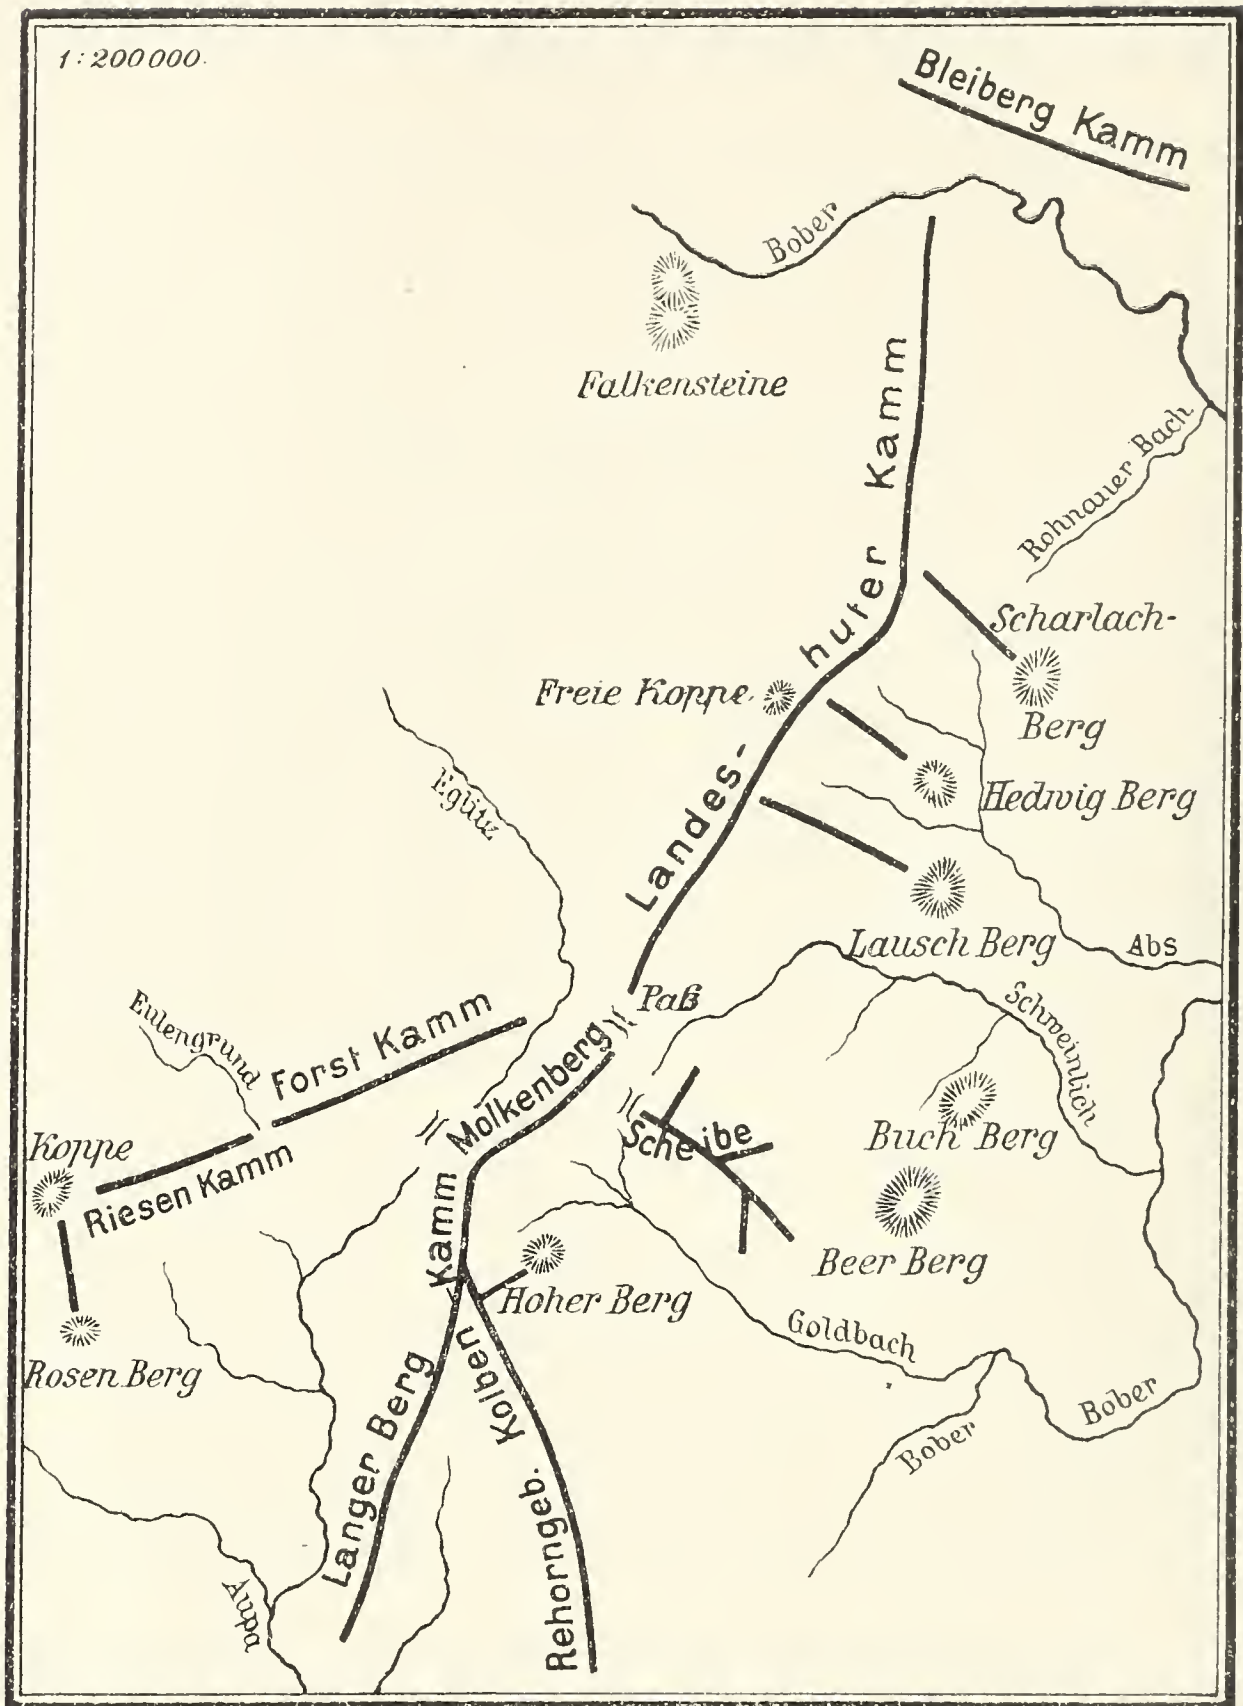 1:200000.
Bleiberg Kamm
Bober
Falkensteine
Landes-
huter Kamm
Rohnauer Bach
Scharlach-
Berg
Freie Koppe.
Hedwig Berg
Eglitz
Lausch Berg
Abs
Paß
Schweinlich
Eulengrund
Forst Kamm
Molkenberg
Scheibe
Buch Berg
Koppe
Riesen Kamm
Kamm
Beer Berg
Hoher Berg
Rosen Berg
Goldbach
Kolben
Langer Berg
Bober
Bober
Rehorngeb.
Aupa